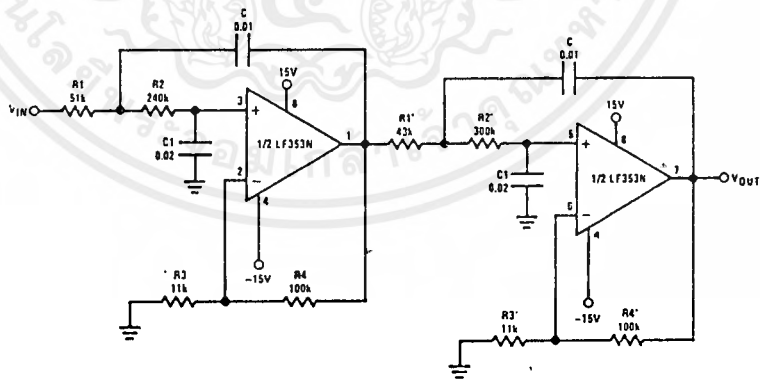 C
0.01
15V
8
R1
51k
R2
240k
VIN
3
+
C1
0.02
1/2 LF353N
1
2
−
4
-15V
R3
11k
R4
100k
C
0.01
15V
8
R1'
43k
R2'
300k
5
+
C1
0.02
1/2 LF353N
7
VOUT
6
−
4
-15V
R3'
11k
R4'
100k